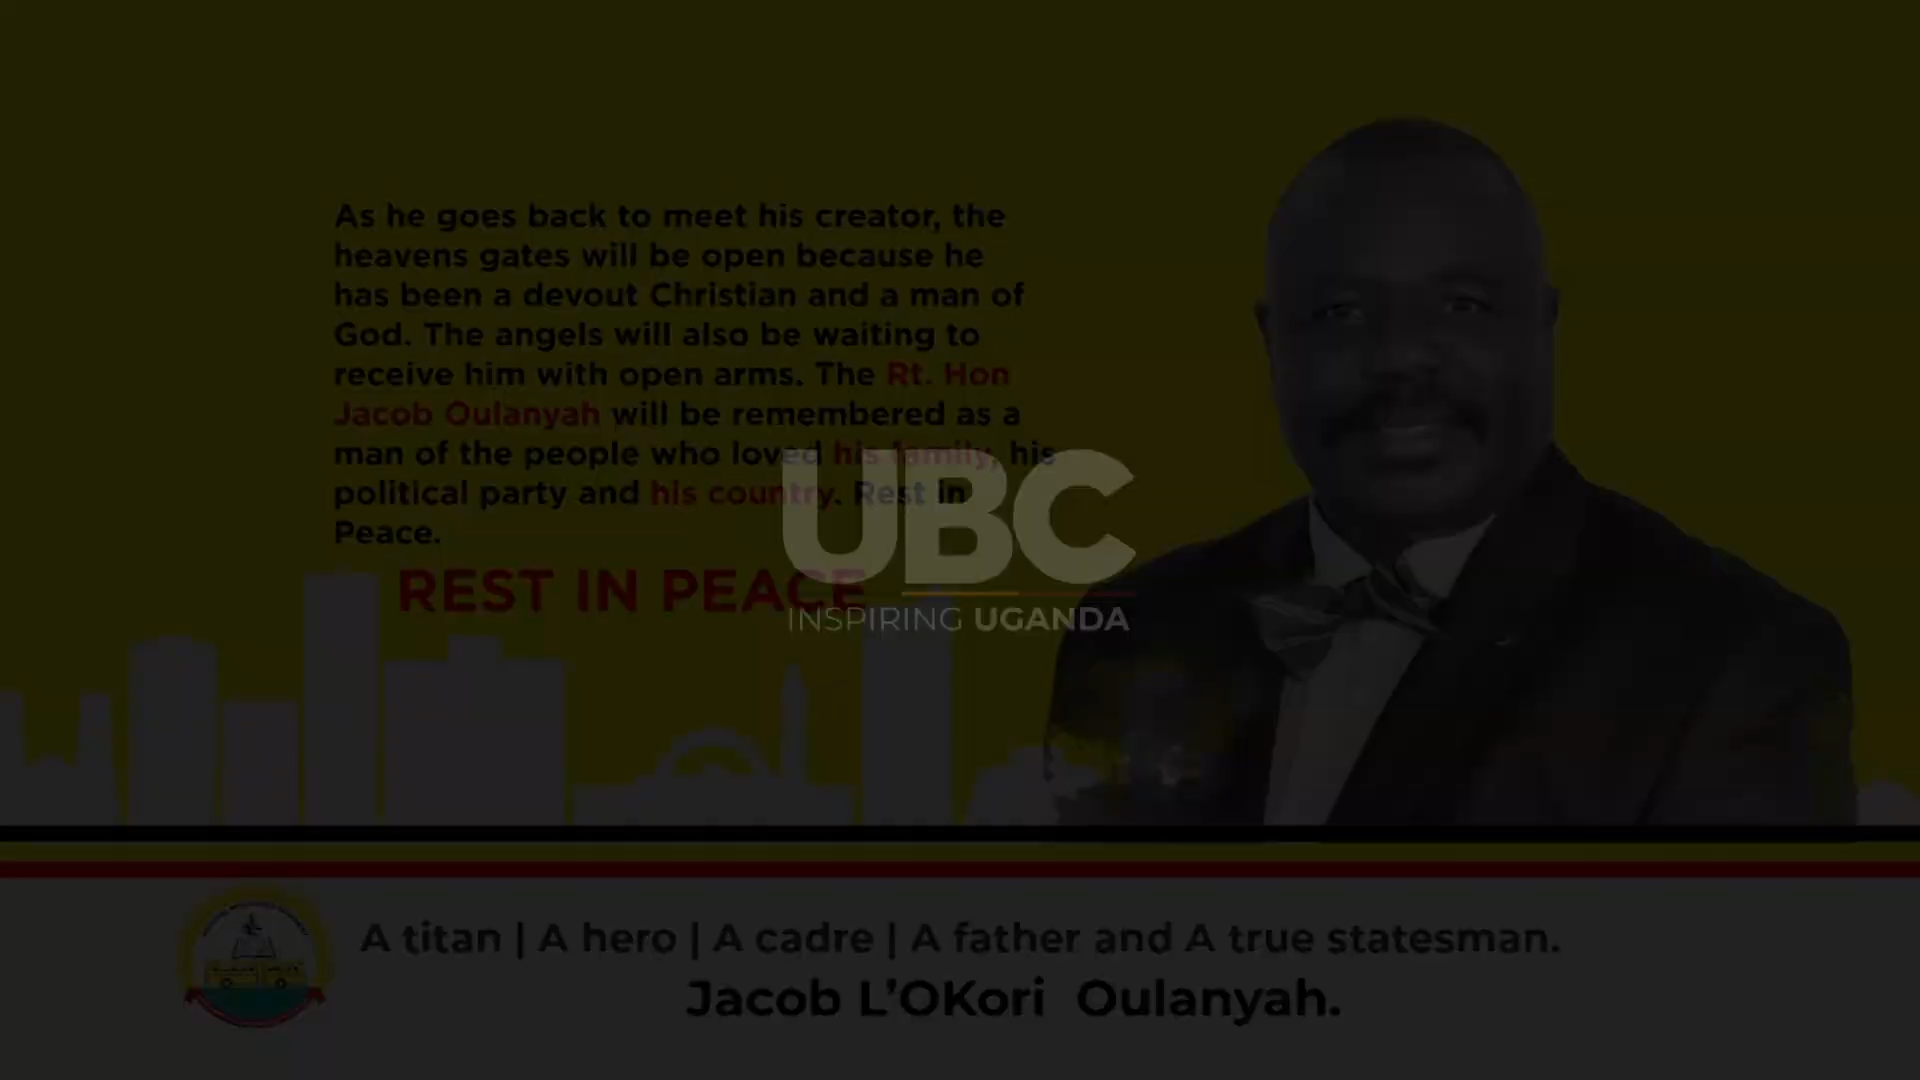 As he goes back to meet his creator, the
heavens gates will be open because he
has been a devout Christian and a man of
God. The angels will also be waiting to
receive him with open arms. The Rt. Hon
Jacob Oulanyah will be remembered as a
man of the people who loved his family, his
political party and his country. Rest in
Peace.
REST IN PEACE
UBC
INSPIRING UGANDA
A titan | A hero | A cadre | A father and A true statesman.
Jacob L’OKori Oulanyah.